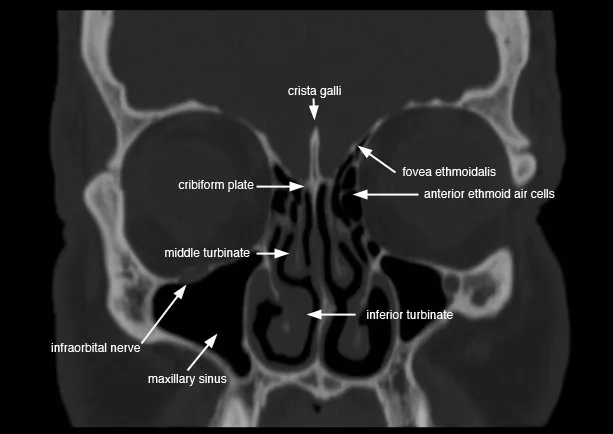 crista galli
fovea ethmoidalis
cribiform plate
anterior ethmoid air cells
middle turbinate
inferior turbinate
infraorbital nerve
maxillary sinus